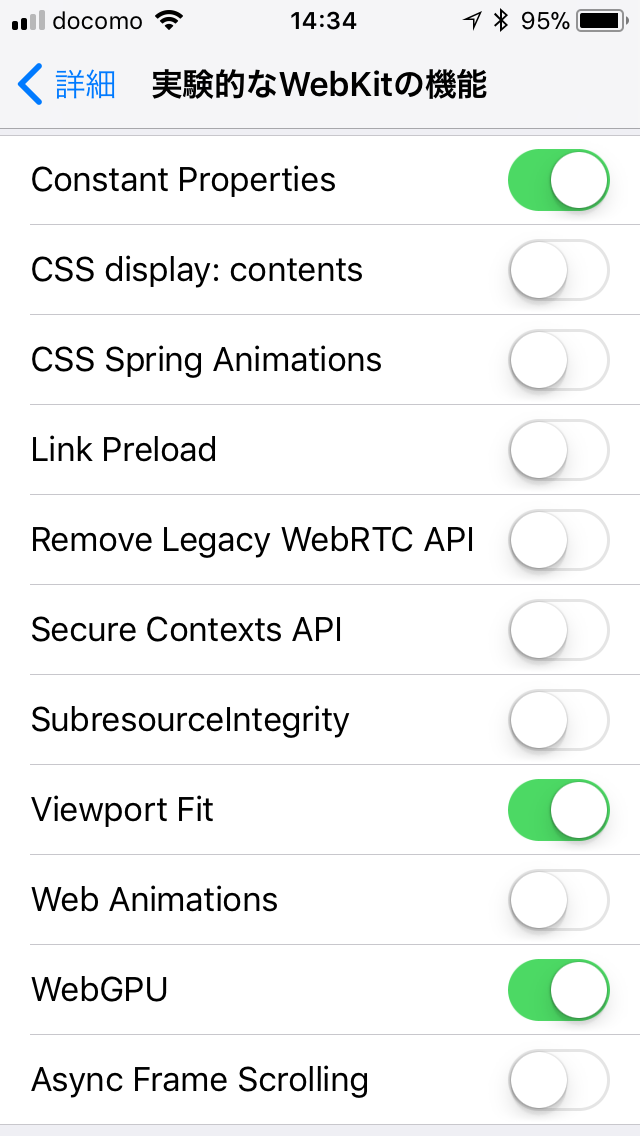 docomo 14:34 95%
詳細 実験的なWebKitの機能
Constant Properties
CSS display: contents
CSS Spring Animations
Link Preload
Remove Legacy WebRTC API
Secure Contexts API
SubresourceIntegrity
Viewport Fit
Web Animations
WebGPU
Async Frame Scrolling